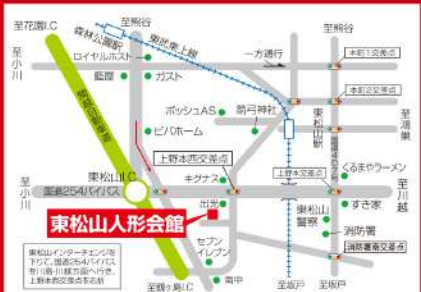 至花園I.C
至熊谷
至熊谷
森林公園駅
東武東上線
至小川
ロイヤルホスト
一方通行
本町1交差点
藍屋
ガスト
本町2交差点
ボッシュAS
箭弓神社
東松山駅
至鴻巣
関越自動車道
ビバホーム
上野本西交差点
東松山I.C
キグナス
上野本交差点
くるまやラーメン
至小川
国道254バイパス
至川越
出光
すき家
東松山人形会館
東松山警察
消防署
セブンイレブン
消防署南交差点
東松山インターチェンジを
下りて、国道254バイパス
を川島・川越方面へ行き、
上野本西交差点を右折
至鶴ヶ島I.C
南中
至坂戸
至坂戸